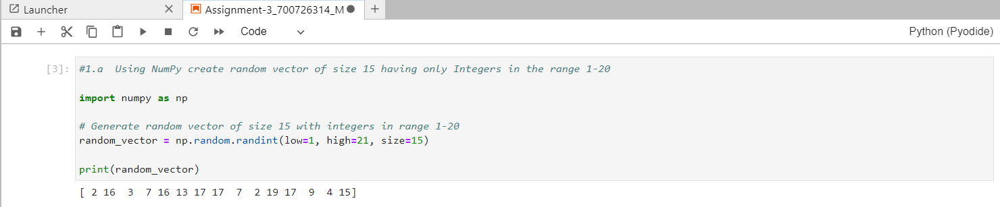 Launcher
Assignment-3_700726314_M
Code
Python (Pyodide)
[3]:
#1.a  Using NumPy create random vector of size 15 having only Integers in the range 1-20
import numpy as np
# Generate random vector of size 15 with integers in range 1-20
random_vector = np.random.randint(low=1, high=21, size=15)
print(random_vector)
[ 2 16  3  7 16 13 17 17  7  2 19 17  9  4 15]